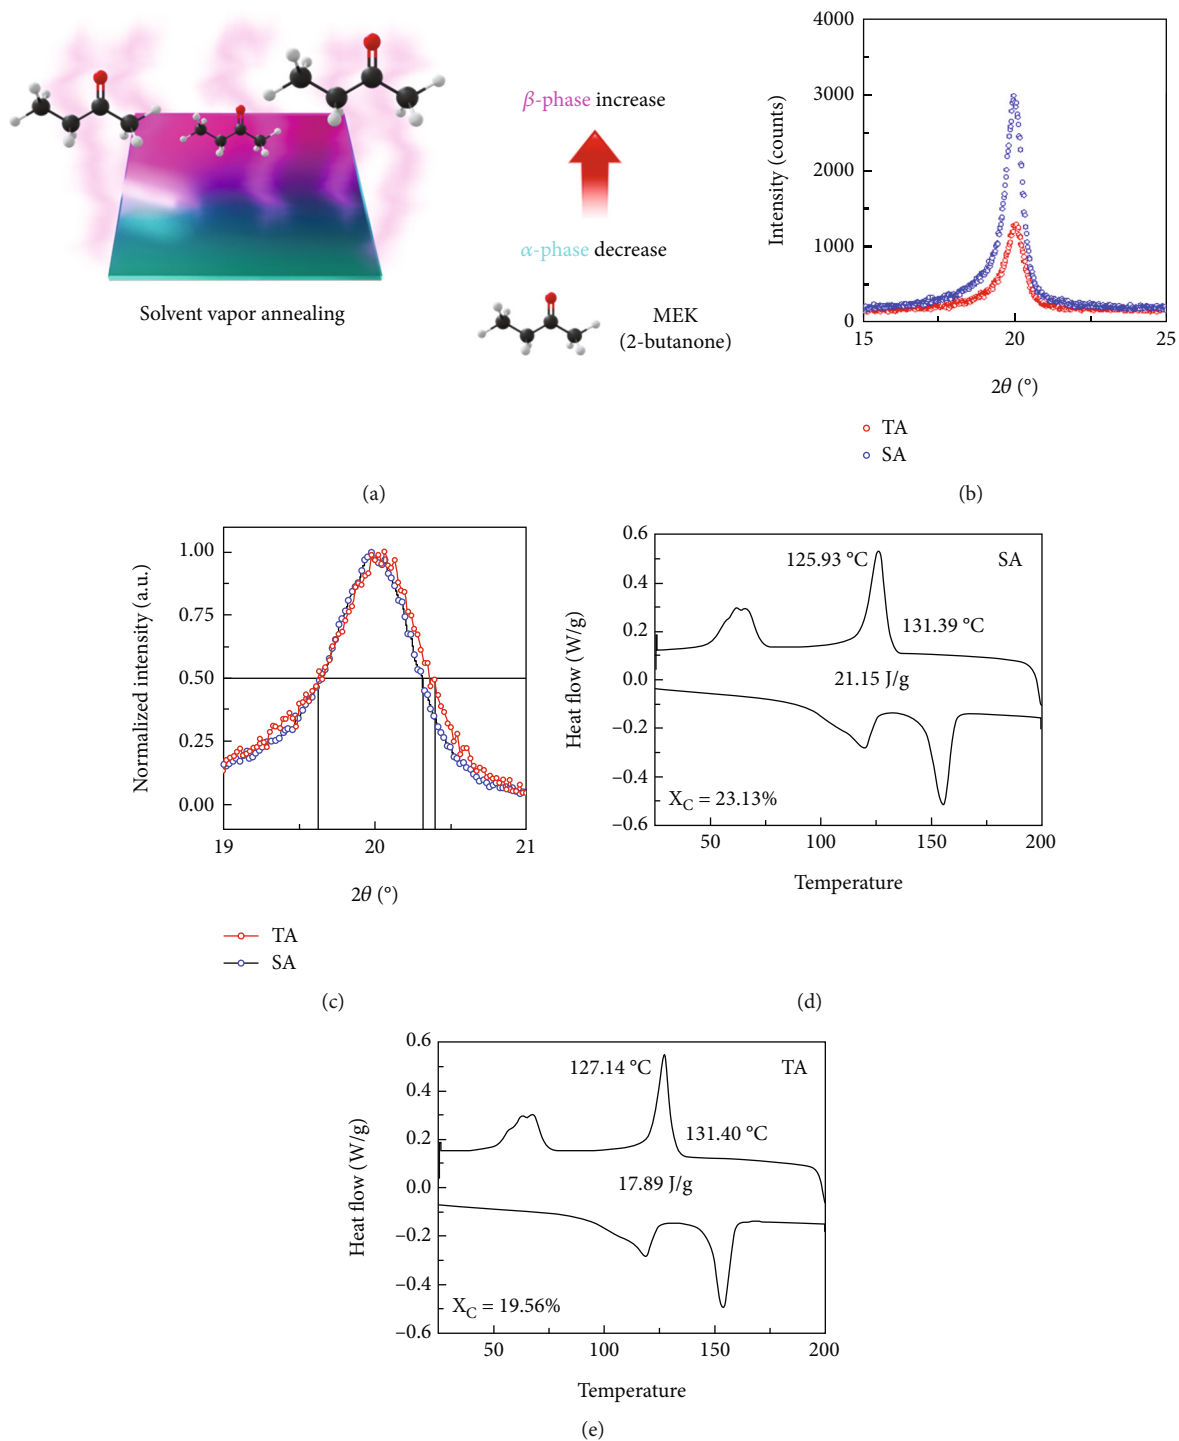 β-phase increase
α-phase decrease
Solvent vapor annealing
MEK
(2-butanone)
(a)
4000
3000
2000
1000
0
15
20
25
Intensity (counts)
2θ (°)
TA
SA
(b)
1.00
0.75
0.50
0.25
0.00
19
20
21
Normalized intensity (a.u.)
2θ (°)
TA
SA
(c)
0.6
0.4
0.2
0.0
–0.2
–0.4
–0.6
50
100
150
200
Heat flow (W/g)
Temperature
125.93 °C
SA
131.39 °C
21.15 J/g
XC = 23.13%
(d)
0.6
0.4
0.2
0.0
–0.2
–0.4
–0.6
50
100
150
200
Heat flow (W/g)
Temperature
127.14 °C
TA
131.40 °C
17.89 J/g
XC = 19.56%
(e)